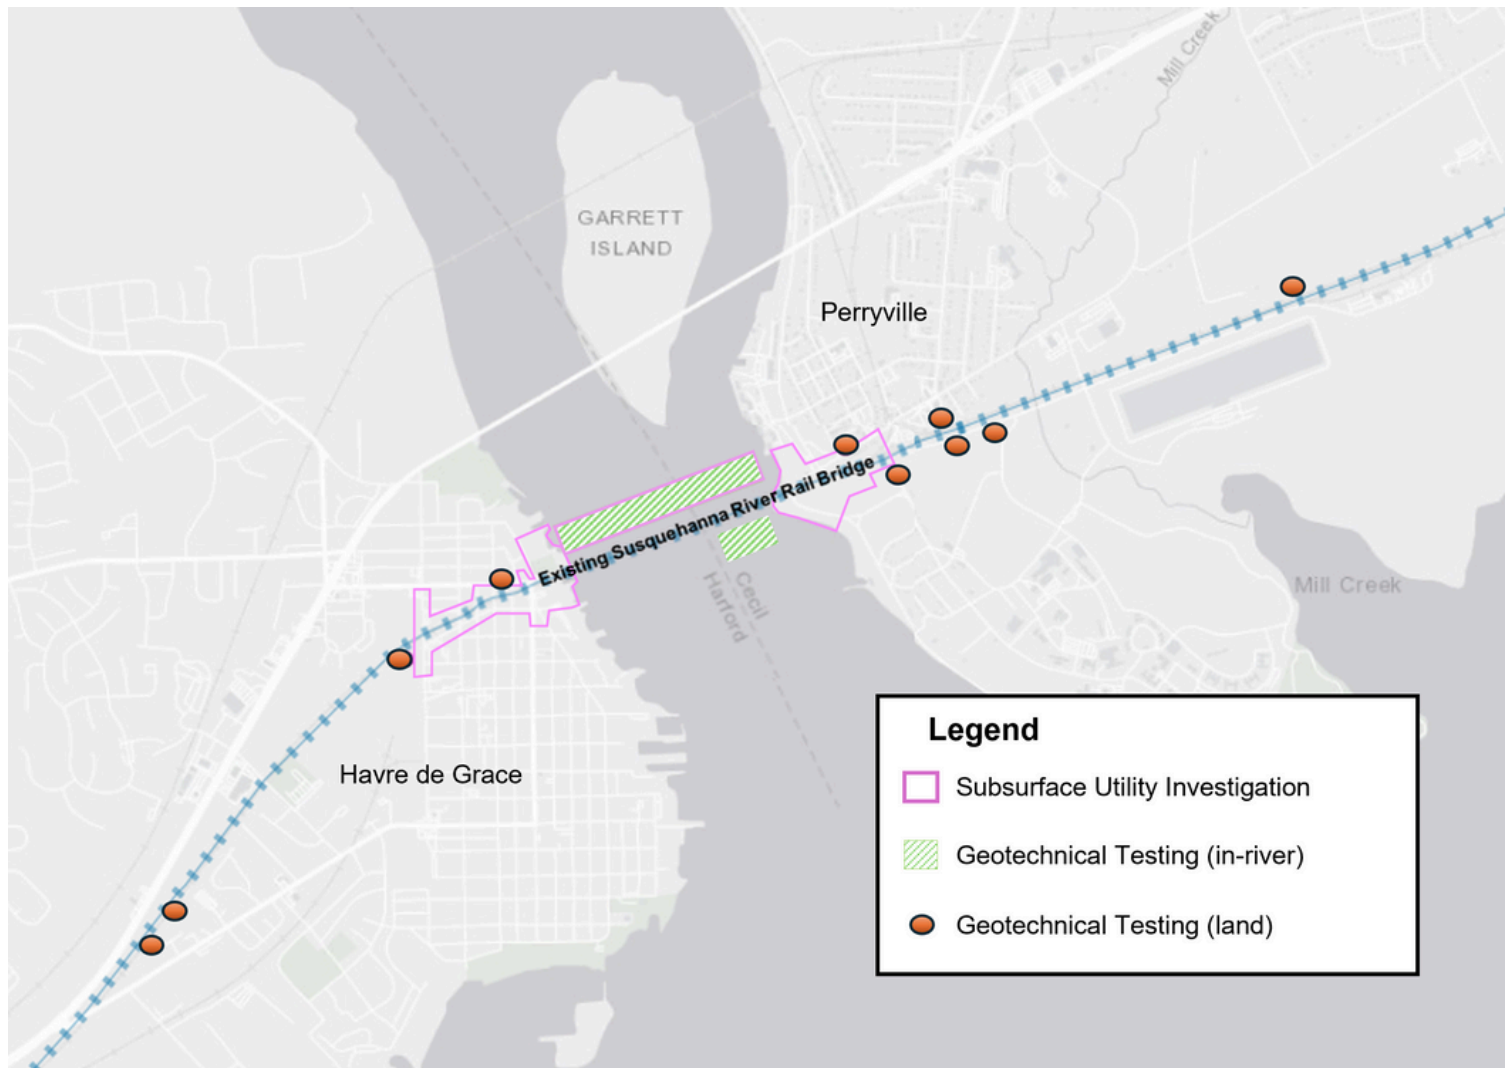 Mill Creek
GARRETT
ISLAND
Perryville
Existing Susquehanna River Rail Bridge
Cecil
Harford
Mill Creek
Havre de Grace
Legend
Subsurface Utility Investigation
Geotechnical Testing (in-river)
Geotechnical Testing (land)